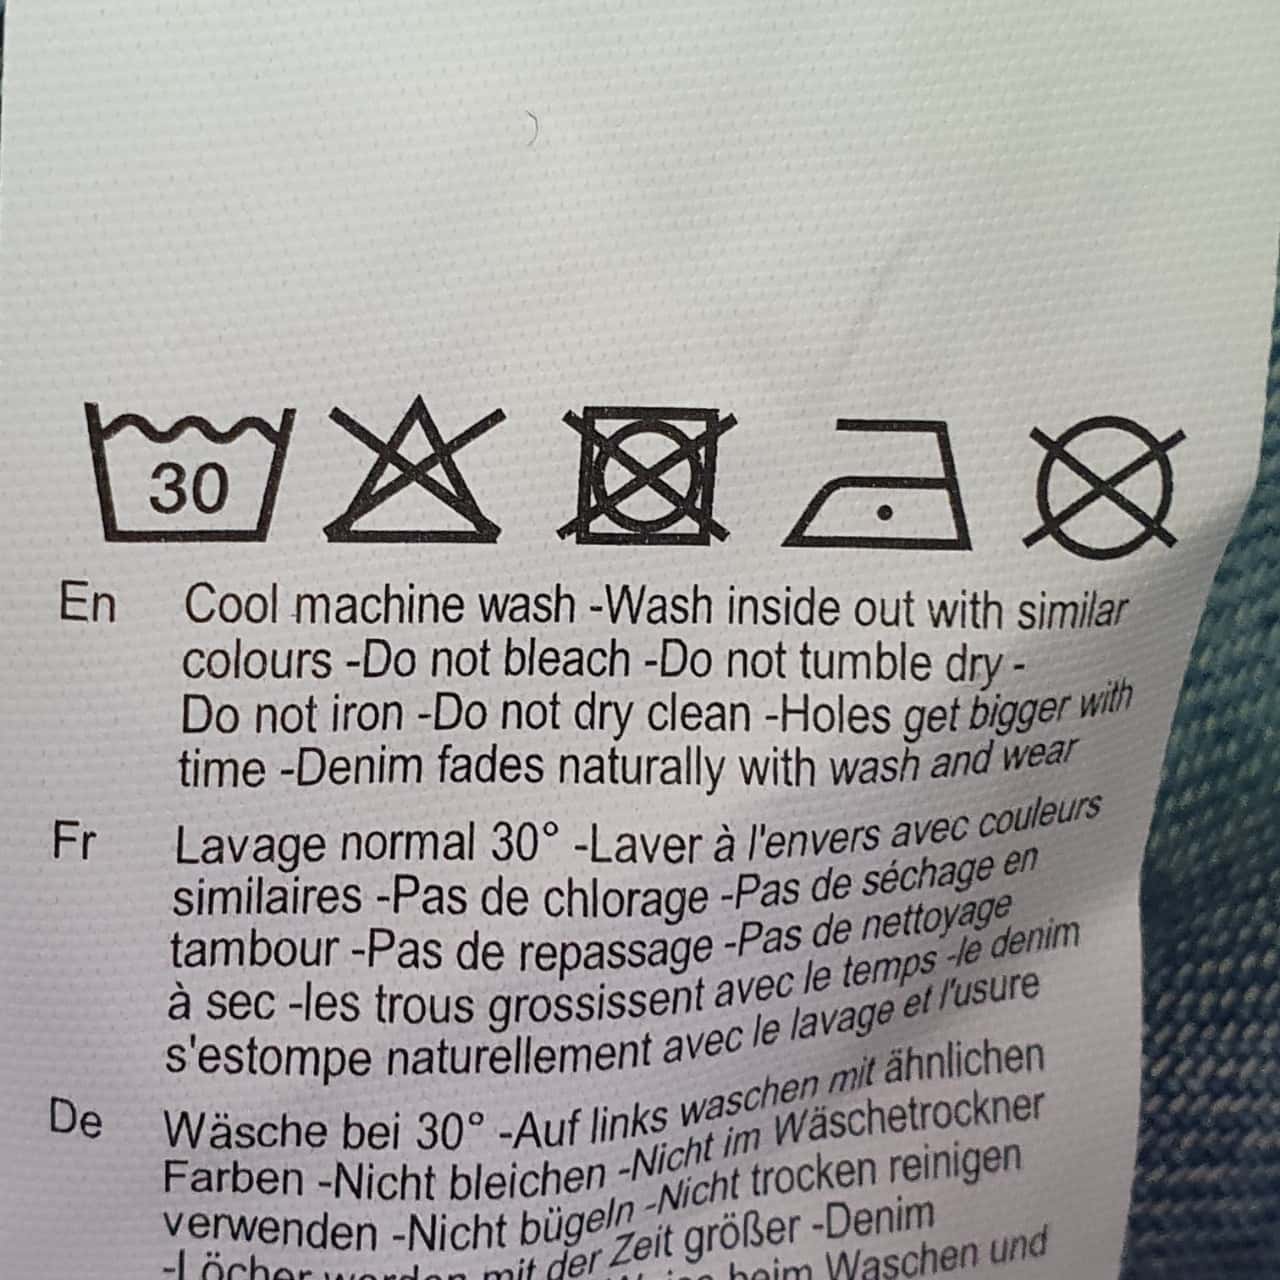 30
En Cool machine wash -Wash inside out with similar
colours -Do not bleach -Do not tumble dry -
Do not iron -Do not dry clean -Holes get bigger with
time -Denim fades naturally with wash and wear
Fr Lavage normal 30° -Laver à l'envers avec couleurs
similaires -Pas de chlorage -Pas de séchage en
tambour -Pas de repassage -Pas de nettoyage
à sec -les trous grossissent avec le temps -le denim
s'estompe naturellement avec le lavage et l'usure
De Wäsche bei 30° -Auf links waschen mit ähnlichen
Farben -Nicht bleichen -Nicht im Wäschetrockner
verwenden -Nicht bügeln -Nicht trocken reinigen
-Löcher werden mit der Zeit größer -Denim
beim Waschen und